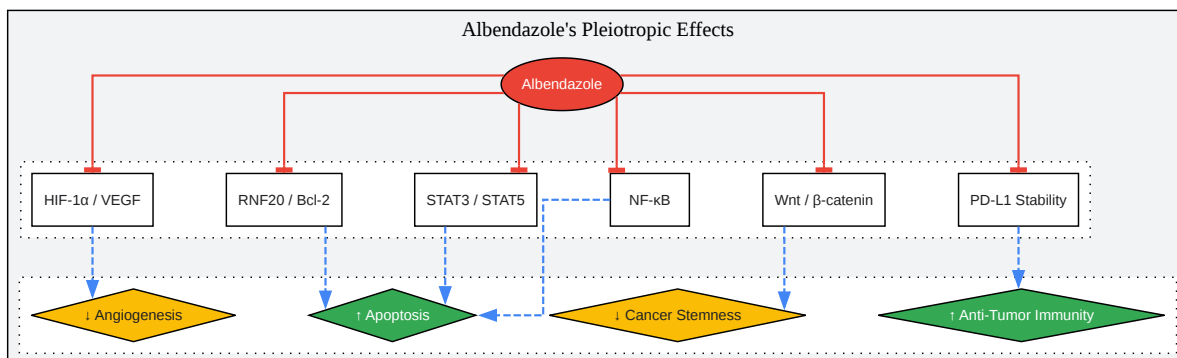 Albendazole's Pleiotropic Effects
Albendazole
HIF-1α / VEGF
RNF20 / Bcl-2
STAT3 / STAT5
NF-κB
Wnt / β-catenin
PD-L1 Stability
↓ Angiogenesis
↑ Apoptosis
↓ Cancer Stemness
↑ Anti-Tumor Immunity